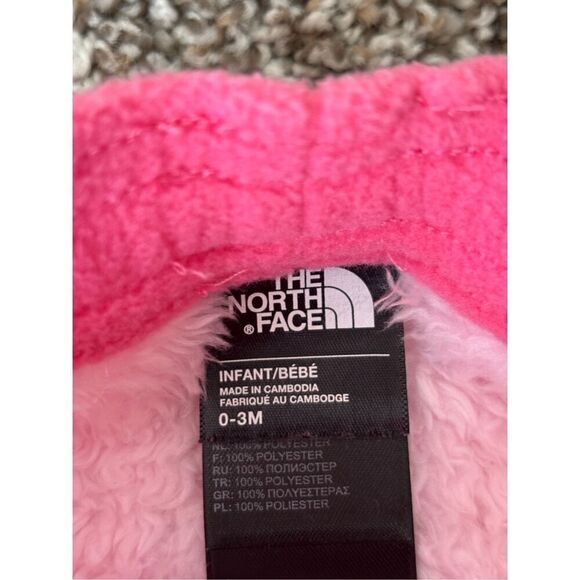 THE
NORTH
® FACE
INFANT/BÉBÉ
MADE IN CAMBODIA
FABRIQUÉ AU CAMBODGE
0-3M
NL: 100% POLYESTER
F: 100% POLYESTER
RU: 100% ПОЛИЭСТЕР
TR: 100% POLYESTER
GR: 100% ΠΟΛΥΕΣΤΕΡΑΣ
PL: 100% POLIESTER